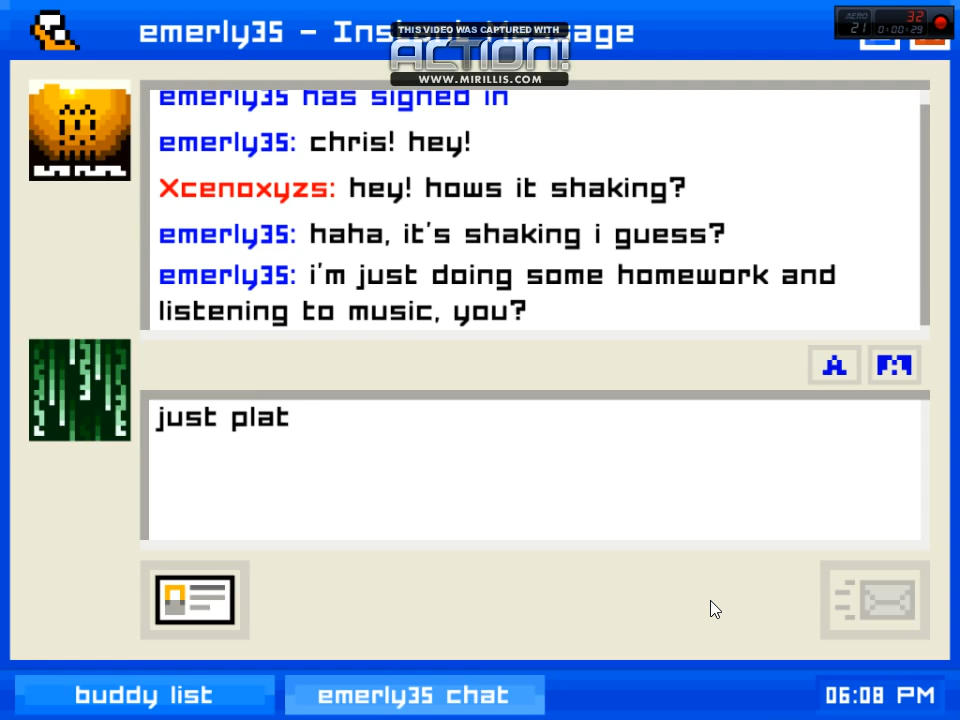 emerly35 - Ins
age
THIS VIDEO WAS CAPTURED WITH
ACTION!
WWW.MIRILLIS.COM
AERO
32
21
0:00:29
emerly35 has signed in
emerly35: chris! hey!
Xcenoxyzs: hey! hows it shaking?
emerly35: haha, it's shaking i guess?
emerly35: i'm just doing some homework and
listening to music, you?
A
just plat
buddy list
emerly35 chat
06:08 PM